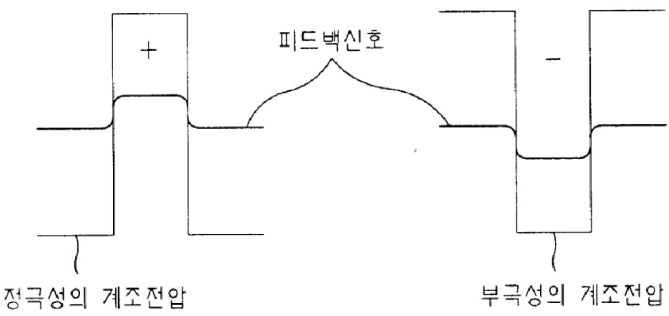 피드백신호
+
-
정극성의 계조전압
부극성의 계조전압